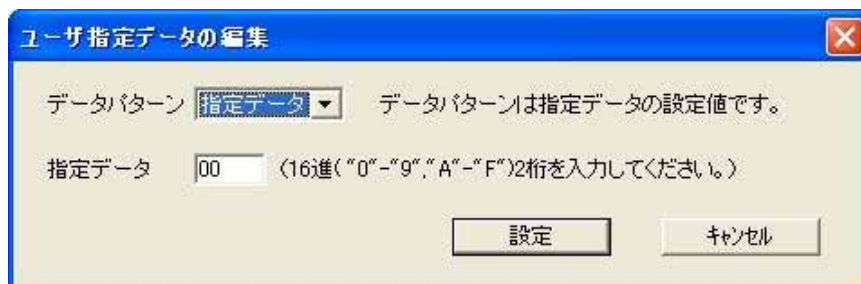 ユーザ指定データの編集
データパターン 指定データ データパターンは指定データの設定値です。
指定データ 00 (16進("0"-"9","A"-"F")2桁を入力してください。)
設定 キャンセル